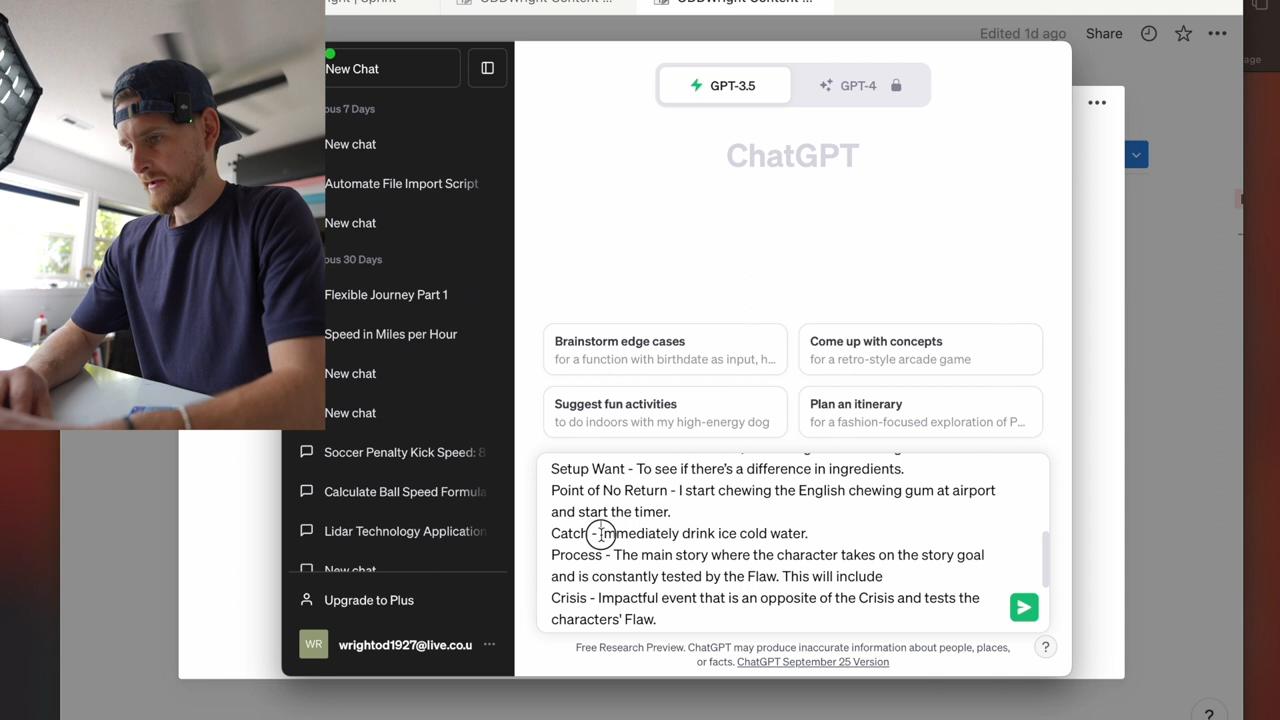 Edited 1d ago
Share
New Chat
GPT-3.5
GPT-4
ous 7 Days
ChatGPT
New chat
Automate File Import Script
New chat
ous 30 Days
Flexible Journey Part 1
Speed in Miles per Hour
New chat
New chat
Soccer Penalty Kick Speed: 8
Calculate Ball Speed Formula
Lidar Technology Application
New chat
Upgrade to Plus
WR
wrightod1927@live.co.u
Brainstorm edge cases
for a function with birthdate as input, h...
Come up with concepts
for a retro-style arcade game
Suggest fun activities
to do indoors with my high-energy dog
Plan an itinerary
for a fashion-focused exploration of P...
Setup Want - To see if there's a difference in ingredients.
Point of No Return - I start chewing the English chewing gum at airport
and start the timer.
Catch - Immediately drink ice cold water.
Process - The main story where the character takes on the story goal
and is constantly tested by the Flaw. This will include
Crisis - Impactful event that is an opposite of the Crisis and tests the
characters' Flaw.
Free Research Preview. ChatGPT may produce inaccurate information about people, places,
or facts. ChatGPT September 25 Version
?
?